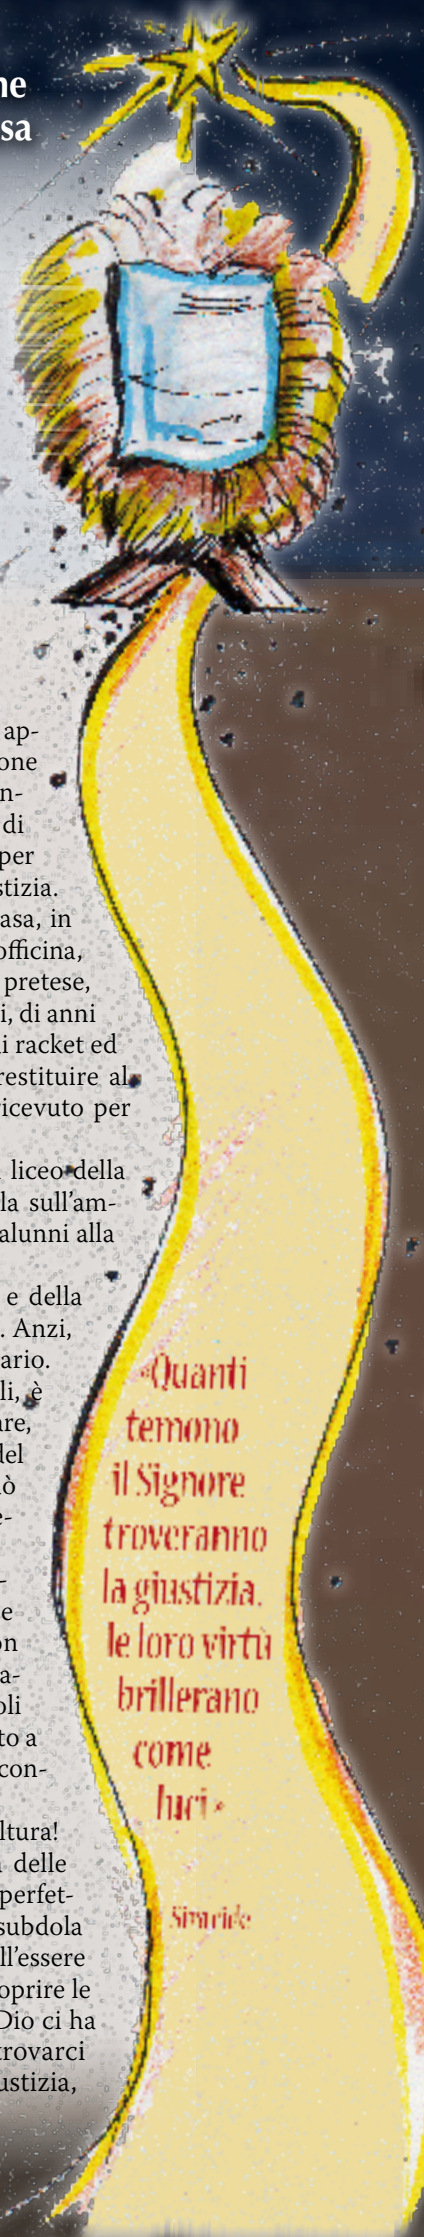 ne
sa
ap-
one
n-
di
per
stizia.
asa, in
officina,
pretese,
i, di anni
i racket ed
restituire al
ricevuto per
liceo della
la sull'am-
alunni alla
e della
. Anzi,
ario.
li, è
are,
del
ò
e-
-
e
on
a-
oli
to a
con-
ltura!
delle
perfet-
subdola
ll'essere
oprire le
Dio ci ha
trovarci
ustizia,
«Quanti
temono
il Signore
troveranno
la giustizia.
le loro virtù
brillerano
come
luci»
Siracide